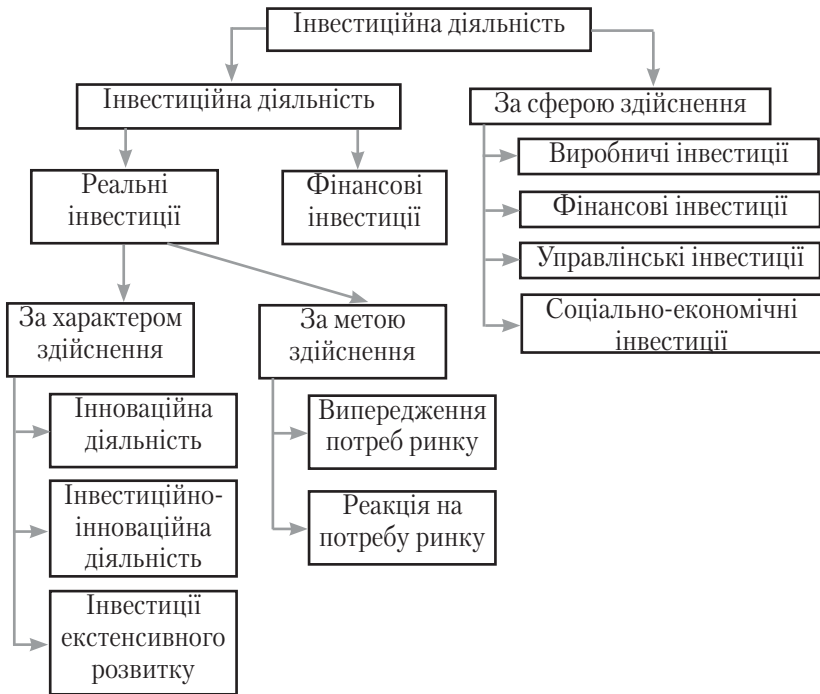 Інвестиційна діяльність
Інвестиційна діяльність
За сферою здійснення
Виробничі інвестиції
Реальні
інвестиції
Фінансові
інвестиції
Фінансові інвестиції
Управлінські інвестиції
Соціально-економічні
інвестиції
За характером
здійснення
За метою
здійснення
Інноваційна
діяльність
Випередження
потреб ринку
Інвестиційно-
інноваційна
діяльність
Реакція на
потребу ринку
Інвестиції
екстенсивного
розвитку